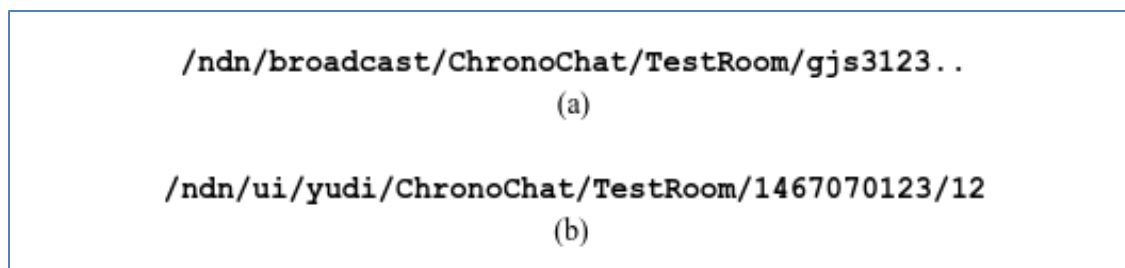 /ndn/broadcast/ChronoChat/TestRoom/gjs3123..
(a)
/ndn/ui/yudi/ChronoChat/TestRoom/1467070123/12
(b)